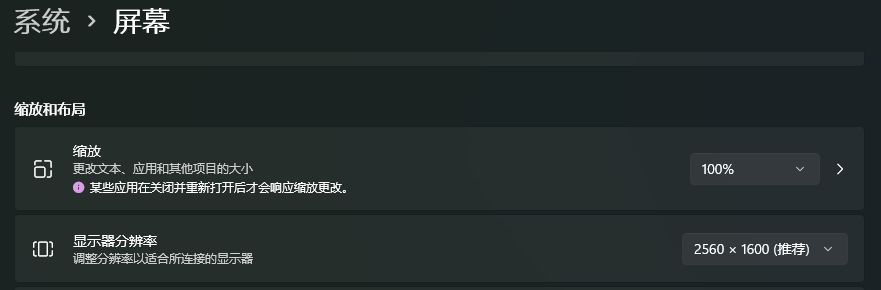 系统 › 屏幕
缩放和布局
缩放
更改文本、应用和其他项目的大小
某些应用在关闭并重新打开后才会响应缩放更改。
100%
显示器分辨率
调整分辨率以适合所连接的显示器
2560 × 1600 (推荐)